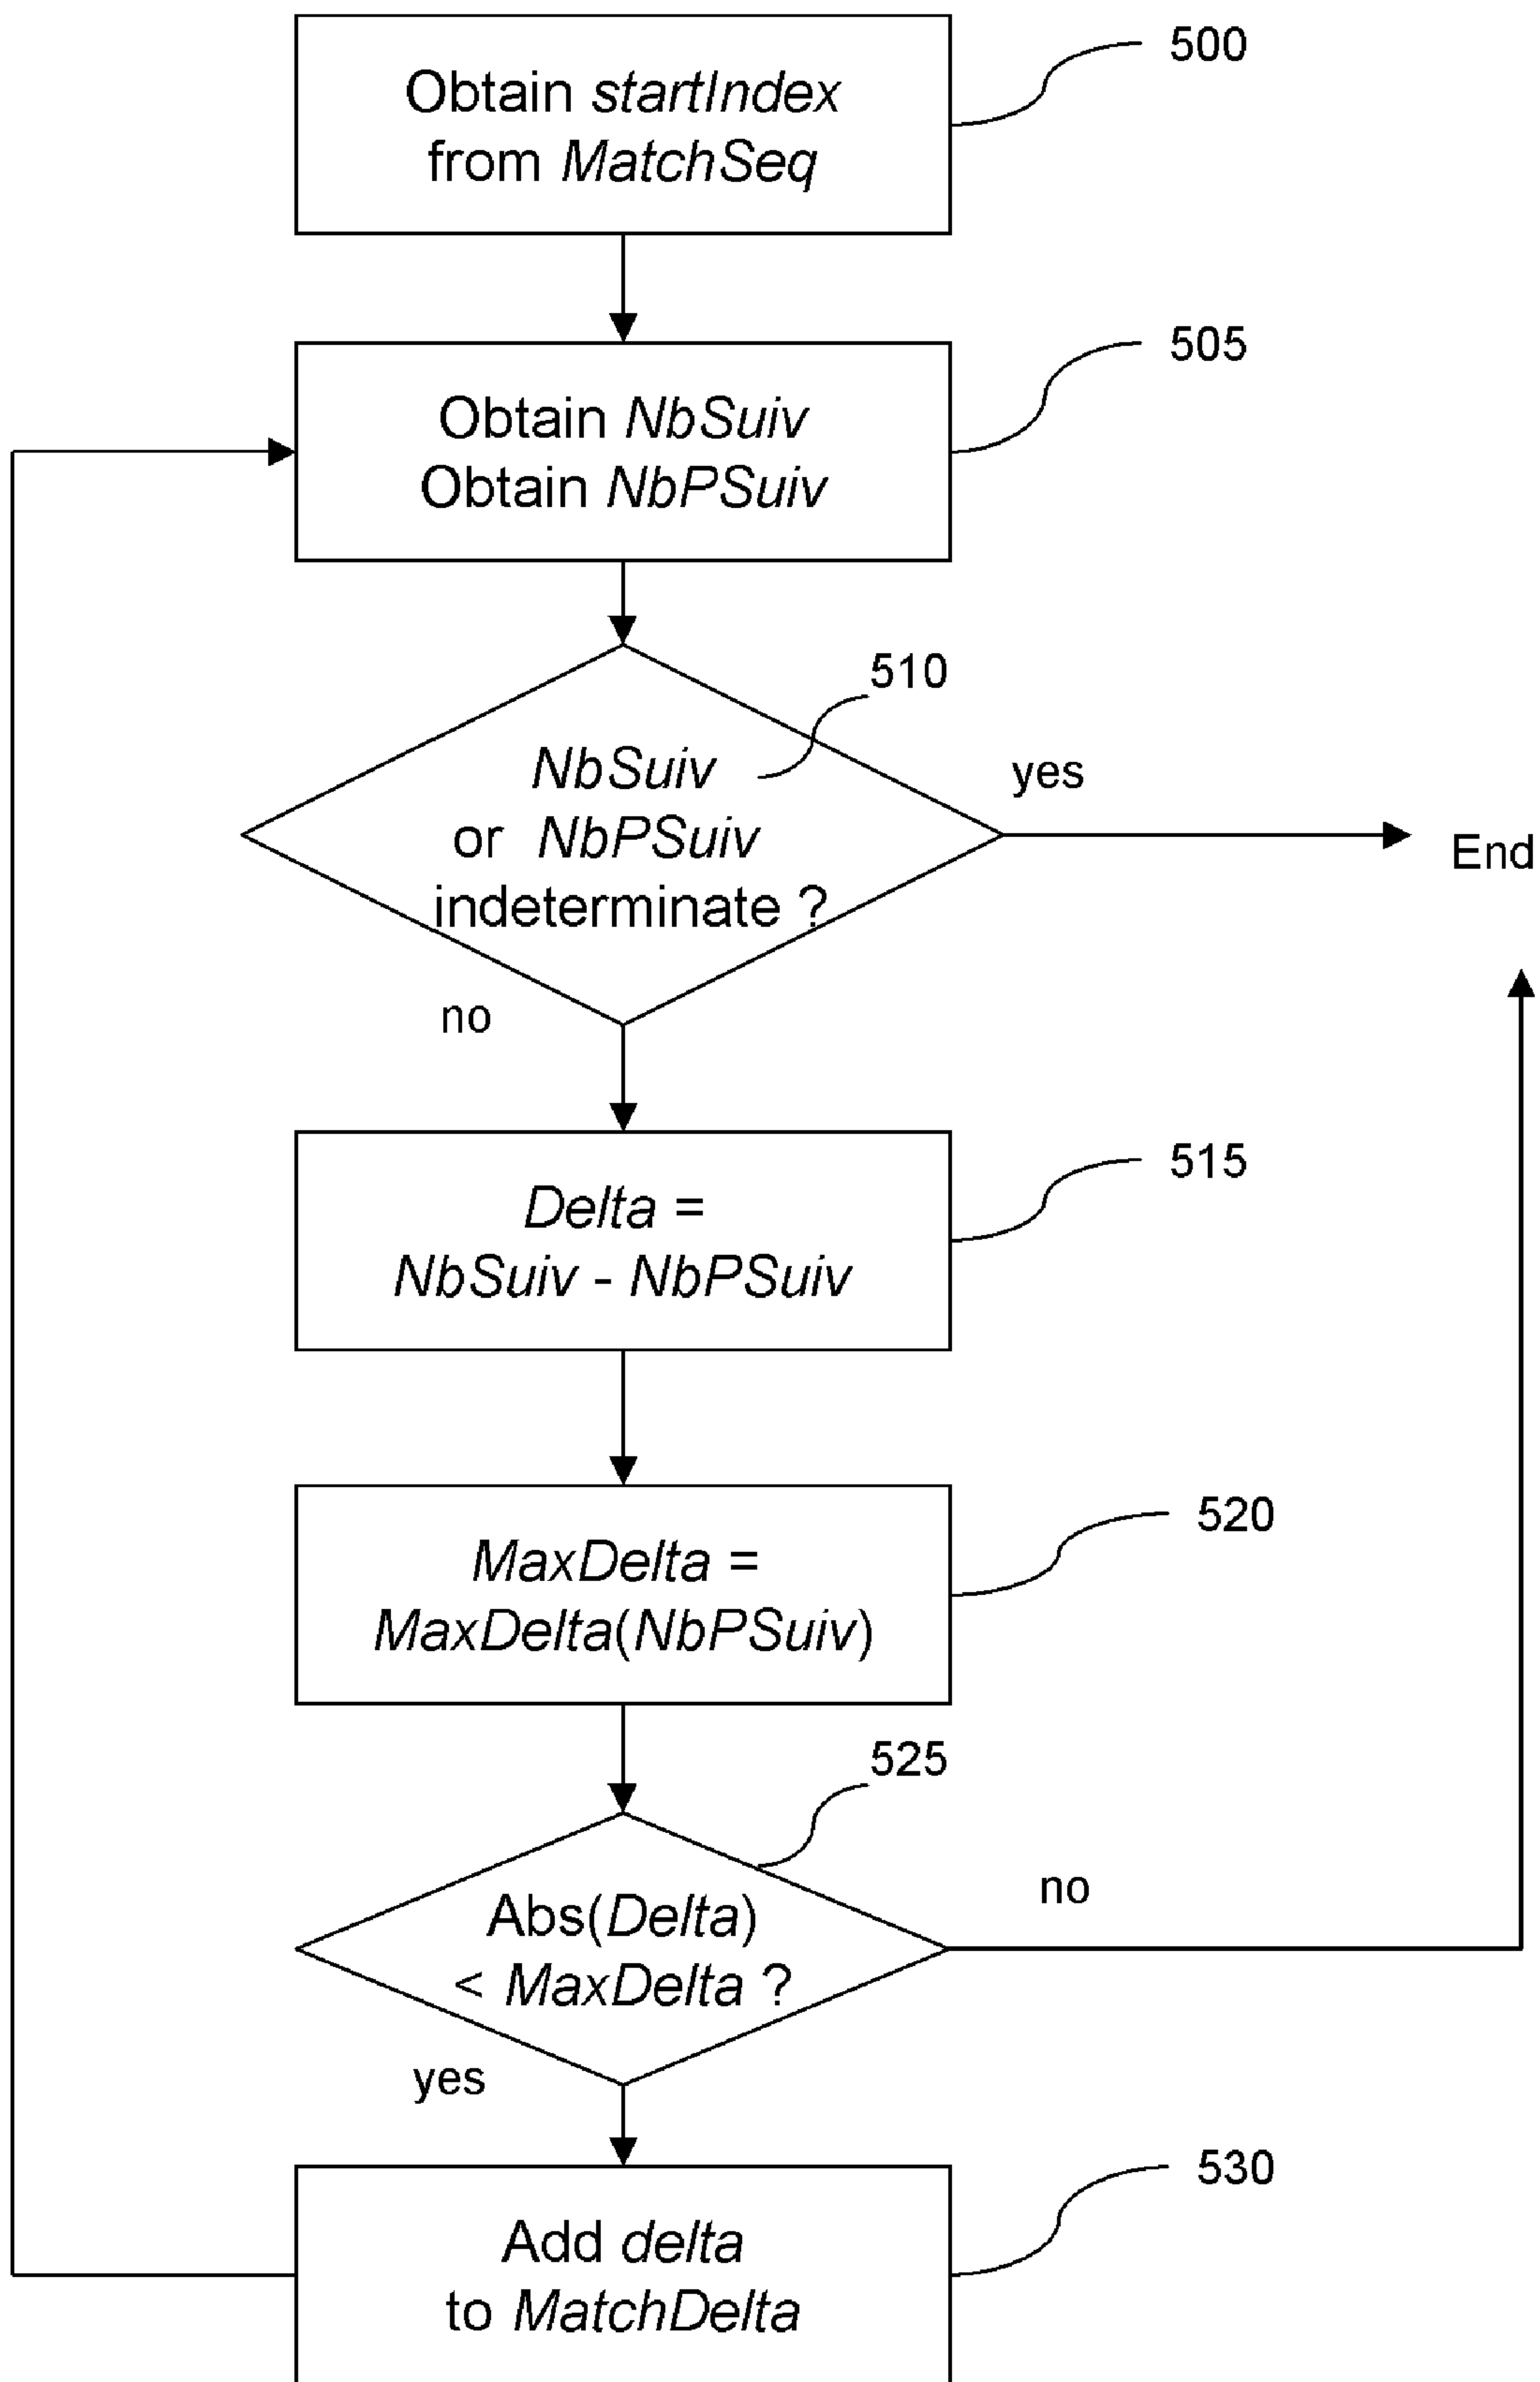 500
Obtain startIndex
from MatchSeq
505
Obtain NbSuiv
Obtain NbPSuiv
510
NbSuiv
or NbPSuiv
indeterminate ?
yes
End
no
515
Delta =
NbSuiv - NbPSuiv
520
MaxDelta =
MaxDelta(NbPSuiv)
525
Abs(Delta)
< MaxDelta ?
no
yes
530
Add delta
to MatchDelta